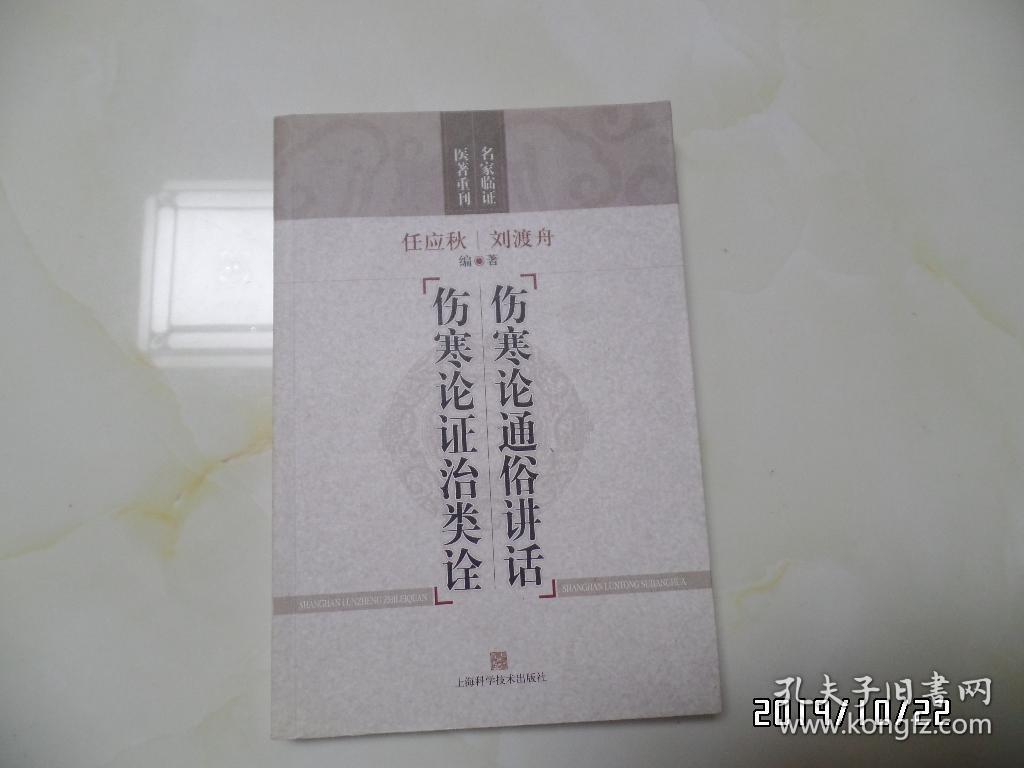 名家临证
医著重刊
任应秋 | 刘渡舟
编著
伤寒论通俗讲话
伤寒论证治类诠
SHANGHAN LUNZHENG ZHILEIQUAN
SHANGHAN LUNTONG SUJIANGHUA
上海科学技术出版社
孔夫子旧书网
2019/10/22
www.kongfz.com